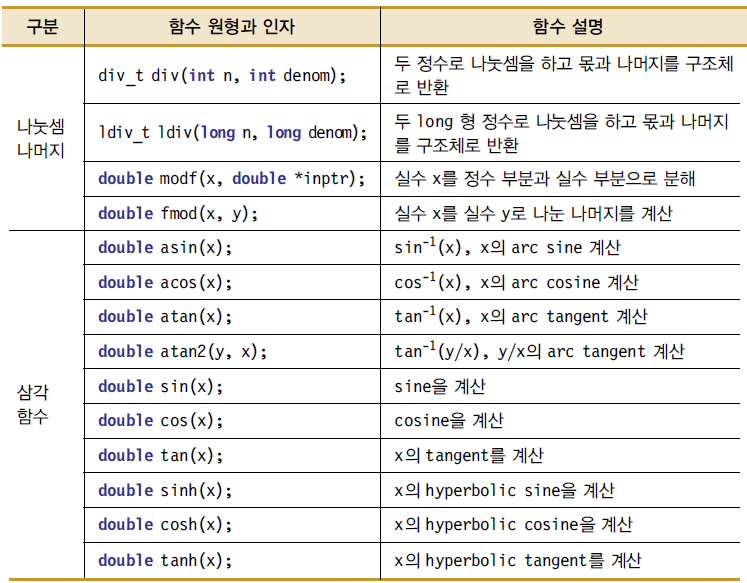 구분 함수 원형과 인자 함수 설명
나눗셈
나머지
div_t div(int n, int denom); 두 정수로 나눗셈을 하고 몫과 나머지를 구조체
로 반환
ldiv_t ldiv(long n, long denom); 두 long 형 정수로 나눗셈을 하고 몫과 나머지
를 구조체로 반환
double modf(x, double *inptr); 실수 x를 정수 부분과 실수 부분으로 분해
double fmod(x, y); 실수 x를 실수 y로 나눈 나머지를 계산
삼각
함수
double asin(x); sin⁻¹(x), x의 arc sine 계산
double acos(x); cos⁻¹(x), x의 arc cosine 계산
double atan(x); tan⁻¹(x), x의 arc tangent 계산
double atan2(y, x); tan⁻¹(y/x), y/x의 arc tangent 계산
double sin(x); sine을 계산
double cos(x); cosine을 계산
double tan(x); x의 tangent를 계산
double sinh(x); x의 hyperbolic sine을 계산
double cosh(x); x의 hyperbolic cosine을 계산
double tanh(x); x의 hyperbolic tangent를 계산